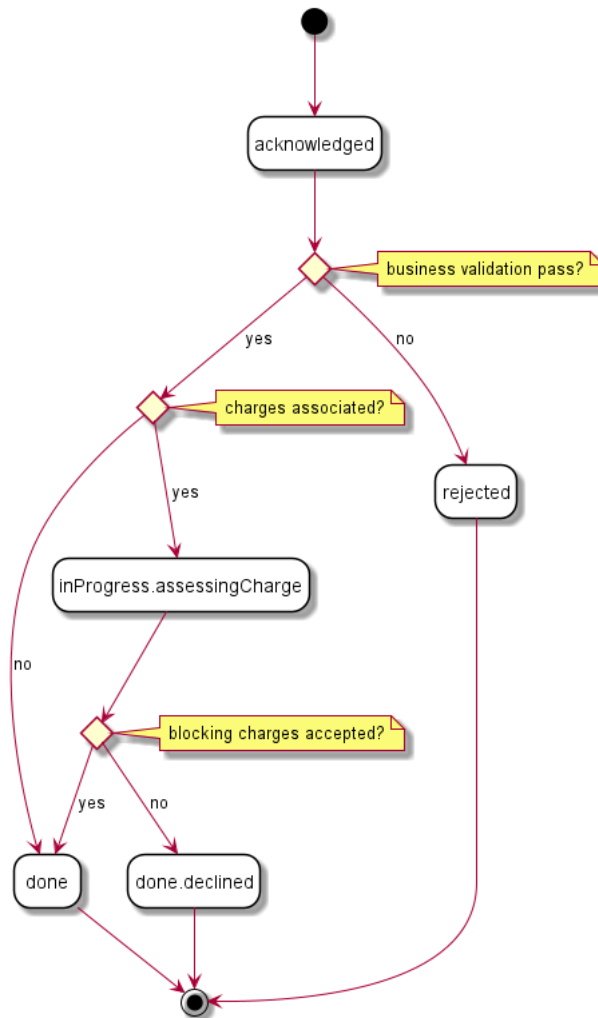 acknowledged
business validation pass?
yes
no
charges associated?
yes
rejected
inProgress.assessingCharge
no
blocking charges accepted?
yes
no
done
done.declined